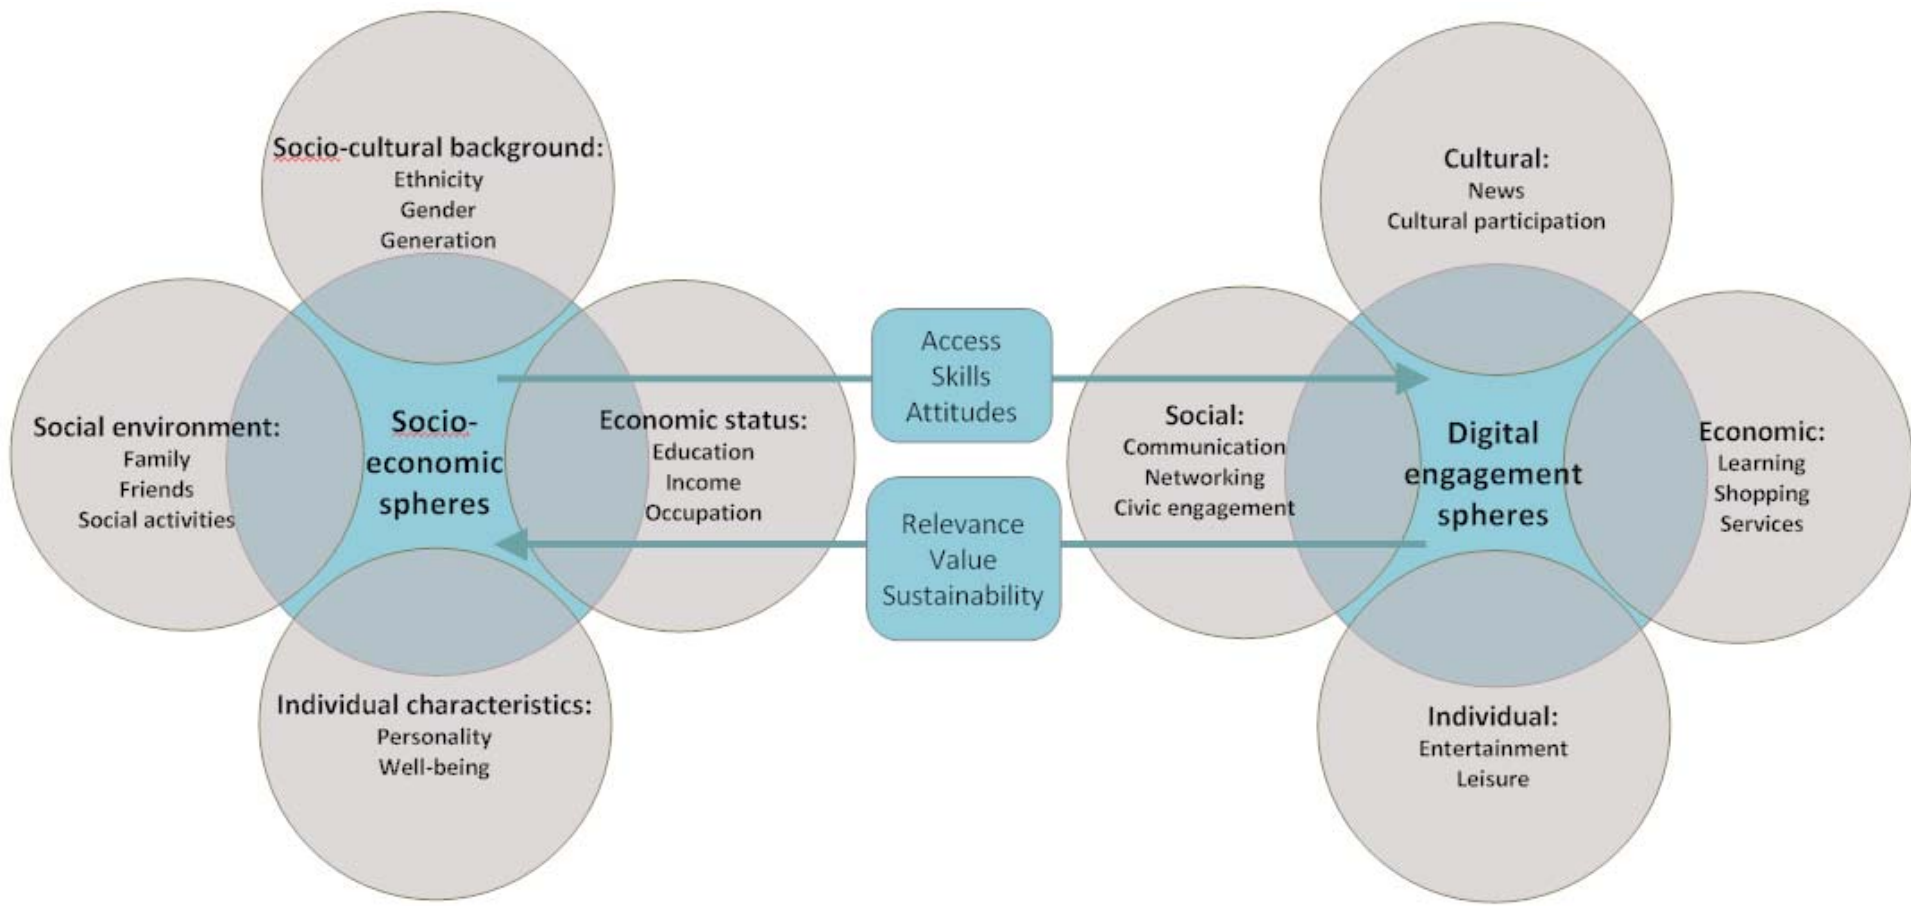 Socio-cultural background:
Ethnicity
Gender
Generation
Social environment:
Family
Friends
Social activities
Socio-
economic
spheres
Economic status:
Education
Income
Occupation
Individual characteristics:
Personality
Well-being
Access
Skills
Attitudes
Relevance
Value
Sustainability
Cultural:
News
Cultural participation
Social:
Communication
Networking
Civic engagement
Digital
engagement
spheres
Economic:
Learning
Shopping
Services
Individual:
Entertainment
Leisure